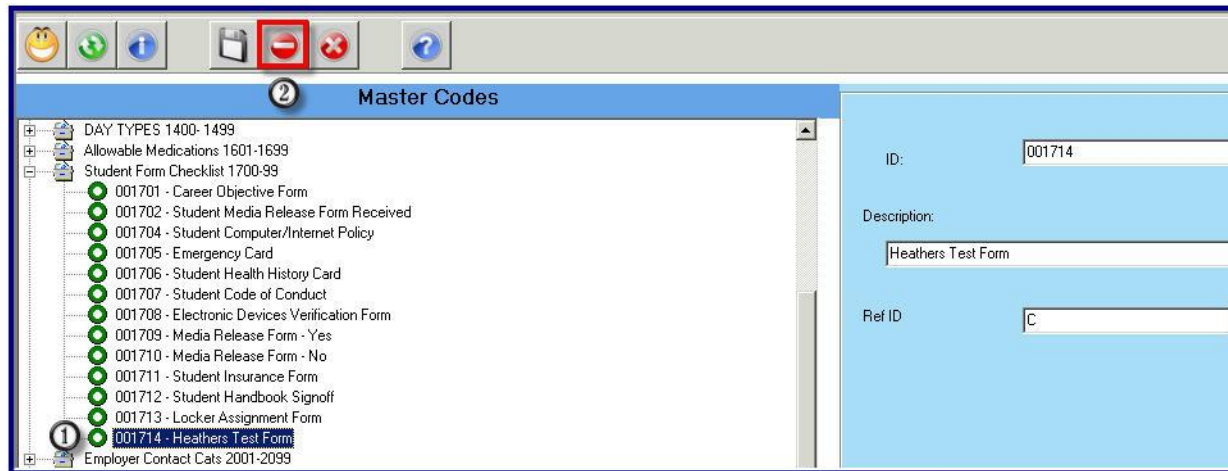 2
Master Codes
DAY TYPES 1400- 1499
Allowable Medications 1601-1699
Student Form Checklist 1700-99
001701 - Career Objective Form
001702 - Student Media Release Form Received
001704 - Student Computer/Internet Policy
001705 - Emergency Card
001706 - Student Health History Card
001707 - Student Code of Conduct
001708 - Electronic Devices Verification Form
001709 - Media Release Form - Yes
001710 - Media Release Form - No
001711 - Student Insurance Form
001712 - Student Handbook Signoff
001713 - Locker Assignment Form
1 001714 - Heathers Test Form
Employer Contact Cats 2001-2099
ID: 001714
Description:
Heathers Test Form
Ref ID C